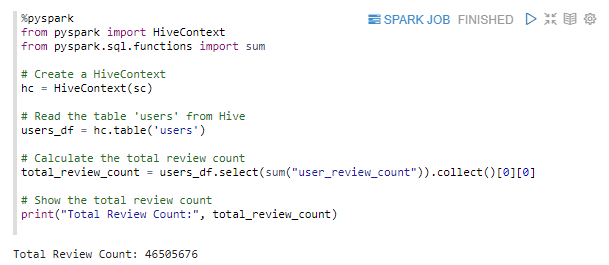 %pyspark
SPARK JOB FINISHED
from pyspark import HiveContext
from pyspark.sql.functions import sum
# Create a HiveContext
hc = HiveContext(sc)
# Read the table 'users' from Hive
users_df = hc.table('users')
# Calculate the total review count
total_review_count = users_df.select(sum("user_review_count")).collect()[0][0]
# Show the total review count
print("Total Review Count:", total_review_count)
Total Review Count: 46505676